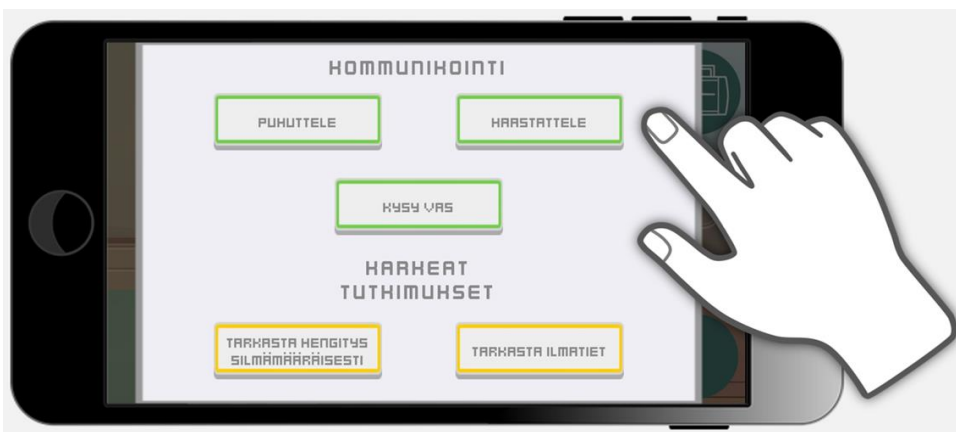 KOMMUNIKOINTI
PUHUTTELE
HAASTATTELE
KYSY VAS
KARKEAT
TUTKIMUKSET
TARKASTA HENGITYS
SILMÄMÄÄRÄISESTI
TARKASTA ILMATIET